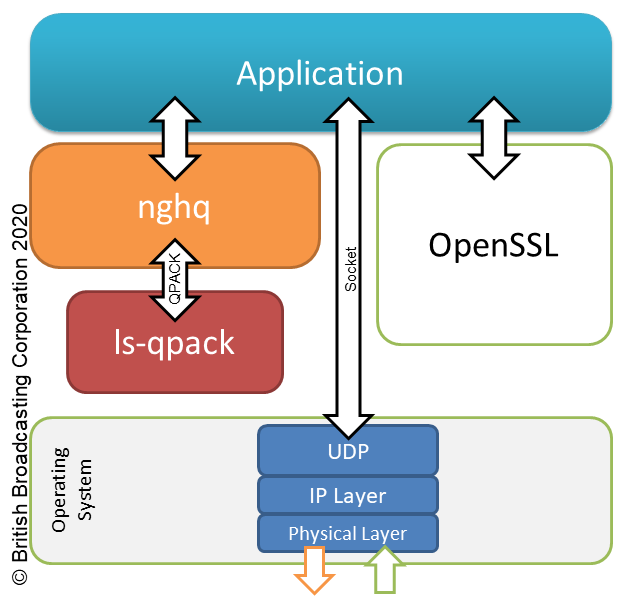 Application
nghq
OpenSSL
QPACK
Socket
ls-qpack
Operating
System
UDP
IP Layer
Physical Layer
© British Broadcasting Corporation 2020